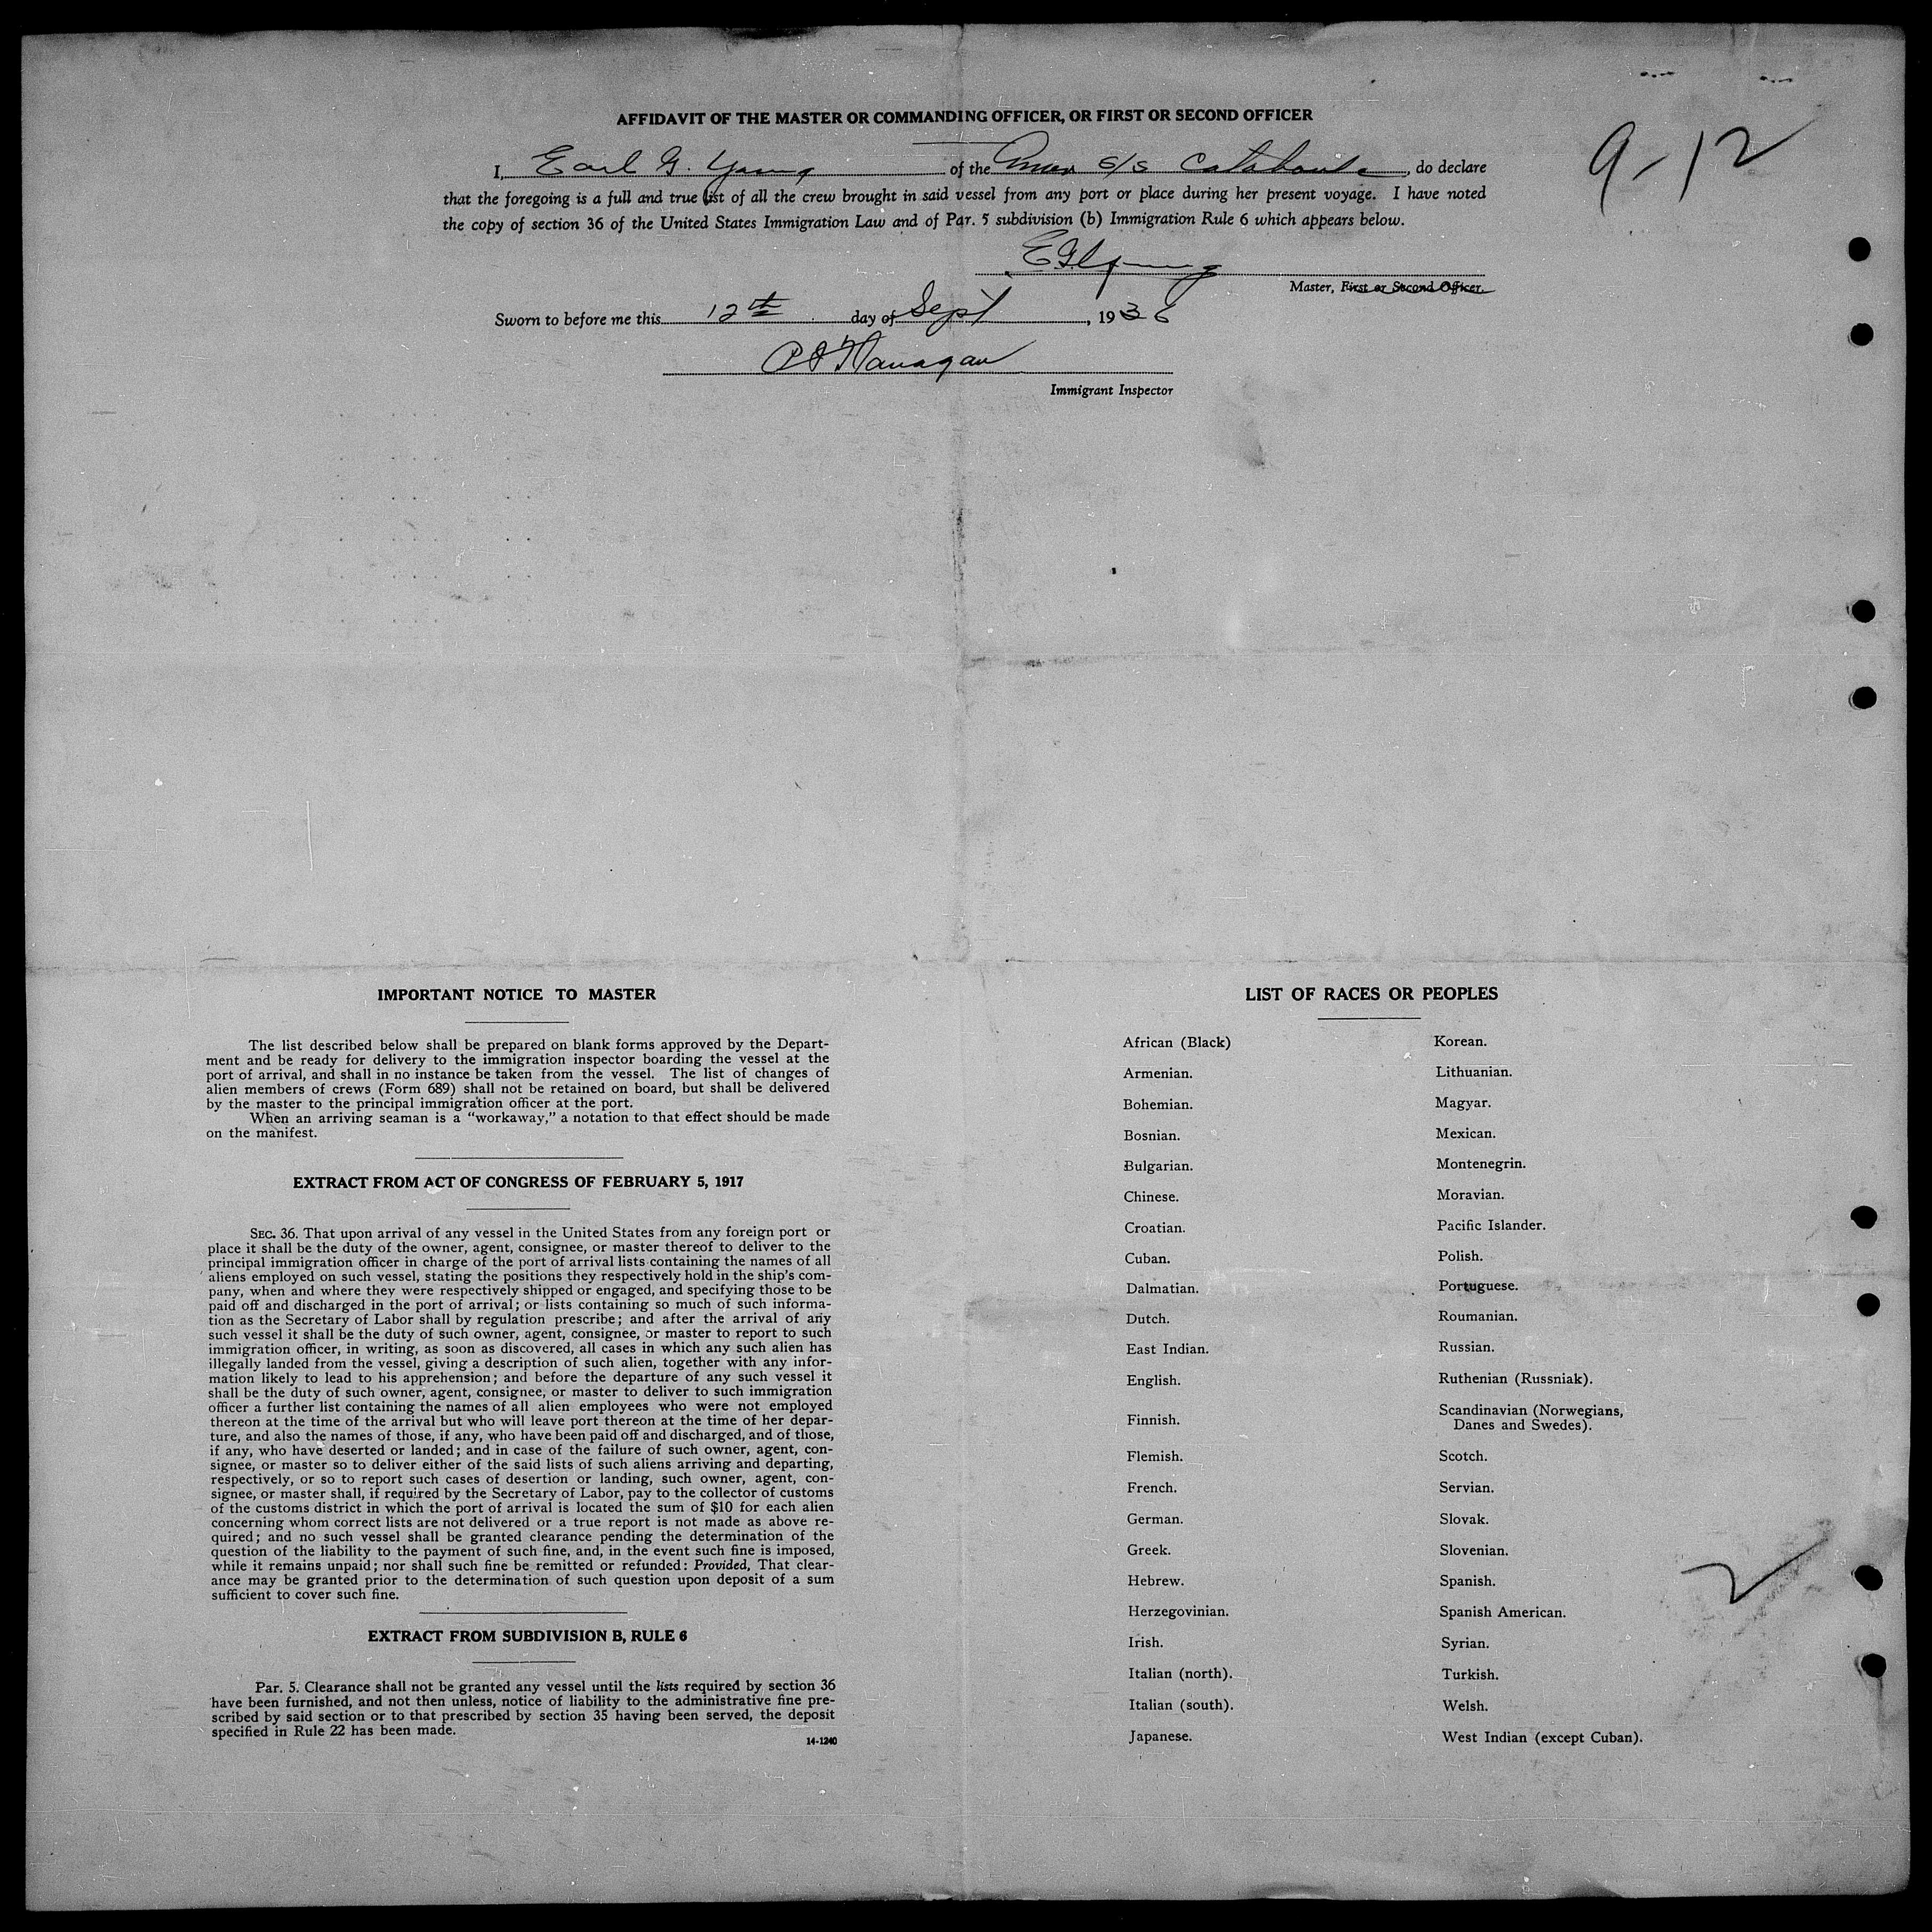 AFFIDAVIT OF THE MASTER OR COMMANDING OFFICER, OR FIRST OR SECOND OFFICER
9-12
I, Earl G. Young of the Amer S/S Catahoula, do declare
that the foregoing is a full and true list of all the crew brought in said vessel from any port or place during her present voyage. I have noted
the copy of section 36 of the United States Immigration Law and of Par. 5 subdivision (b) Immigration Rule 6 which appears below.
E G Young
Master, First or Second Officer.
Sworn to before me this 12th day of Sept, 1936
Flanagan
Immigrant Inspector
IMPORTANT NOTICE TO MASTER
The list described below shall be prepared on blank forms approved by the Depart-
ment and be ready for delivery to the immigration inspector boarding the vessel at the
port of arrival, and shall in no instance be taken from the vessel. The list of changes of
alien members of crews (Form 689) shall not be retained on board, but shall be delivered
by the master to the principal immigration officer at the port.
When an arriving seaman is a "workaway," a notation to that effect should be made
on the manifest.
EXTRACT FROM ACT OF CONGRESS OF FEBRUARY 5, 1917
SEC. 36. That upon arrival of any vessel in the United States from any foreign port or
place it shall be the duty of the owner, agent, consignee, or master thereof to deliver to the
principal immigration officer in charge of the port of arrival lists containing the names of all
aliens employed on such vessel, stating the positions they respectively hold in the ship's com-
pany, when and where they were respectively shipped or engaged, and specifying those to be
paid off and discharged in the port of arrival; or lists containing so much of such informa-
tion as the Secretary of Labor shall by regulation prescribe; and after the arrival of any
such vessel it shall be the duty of such owner, agent, consignee, or master to report to such
immigration officer, in writing, as soon as discovered, all cases in which any such alien has
illegally landed from the vessel, giving a description of such alien, together with any infor-
mation likely to lead to his apprehension; and before the departure of any such vessel it
shall be the duty of such owner, agent, consignee, or master to deliver to such immigration
officer a further list containing the names of all alien employees who were not employed
thereon at the time of the arrival but who will leave port thereon at the time of her depar-
ture, and also the names of those, if any, who have been paid off and discharged, and of those,
if any, who have deserted or landed; and in case of the failure of such owner, agent, con-
signee, or master so to deliver either of the said lists of such aliens arriving and departing,
respectively, or so to report such cases of desertion or landing, such owner, agent, con-
signee, or master shall, if required by the Secretary of Labor, pay to the collector of customs
of the customs district in which the port of arrival is located the sum of $10 for each alien
concerning whom correct lists are not delivered or a true report is not made as above re-
quired; and no such vessel shall be granted clearance pending the determination of the
question of the liability to the payment of such fine, and, in the event such fine is imposed,
while it remains unpaid; nor shall such fine be remitted or refunded: Provided, That clear-
ance may be granted prior to the determination of such question upon deposit of a sum
sufficient to cover such fine.
EXTRACT FROM SUBDIVISION B, RULE 6
Par. 5. Clearance shall not be granted any vessel until the lists required by section 36
have been furnished, and not then unless, notice of liability to the administrative fine pre-
scribed by said section or to that prescribed by section 35 having been served, the deposit
specified in Rule 22 has been made.
14-1240
LIST OF RACES OR PEOPLES
African (Black)
Armenian.
Bohemian.
Bosnian.
Bulgarian.
Chinese.
Croatian.
Cuban.
Dalmatian.
Dutch.
East Indian.
English.
Finnish.
Flemish.
French.
German.
Greek.
Hebrew.
Herzegovinian.
Irish.
Italian (north).
Italian (south).
Japanese.
Korean.
Lithuanian.
Magyar.
Mexican.
Montenegrin.
Moravian.
Pacific Islander.
Polish.
Portuguese.
Roumanian.
Russian.
Ruthenian (Russniak).
Scandinavian (Norwegians,
Danes and Swedes).
Scotch.
Servian.
Slovak.
Slovenian.
Spanish.
Spanish American.
Syrian.
Turkish.
Welsh.
West Indian (except Cuban).